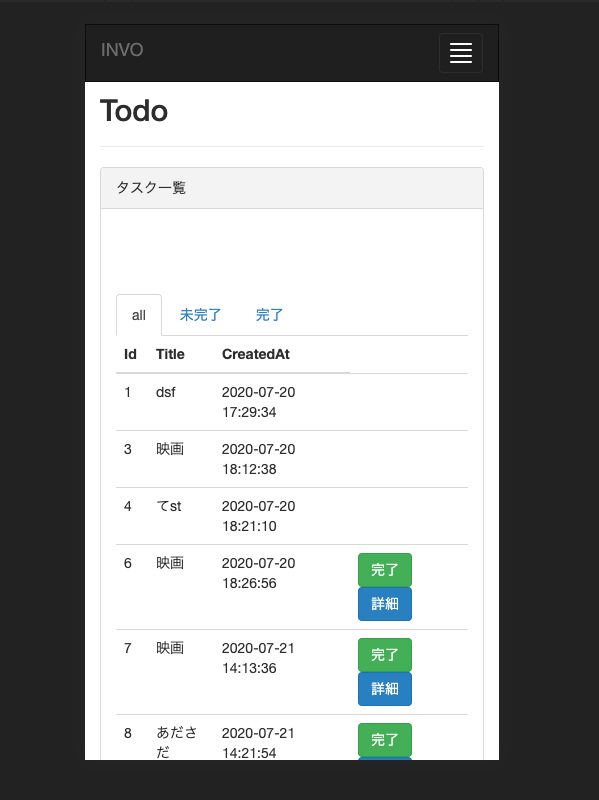 INVO
Todo
タスク一覧
all 未完了 完了
Id Title CreatedAt
1 dsf 2020-07-20
17:29:34
3 映画 2020-07-20
18:12:38
4 てst 2020-07-20
18:21:10
6 映画 2020-07-20 完了
18:26:56
詳細
7 映画 2020-07-21 完了
14:13:36
詳細
8 あださ 2020-07-21 完了
だ 14:21:54